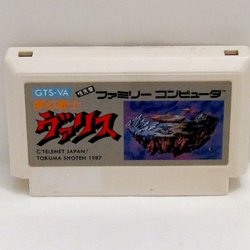 GTS-VA
ファミリー コンピュータ
夢幻戦士
ヴァリス
©TELENET JAPAN/
TOKUMA SHOTEN 1987